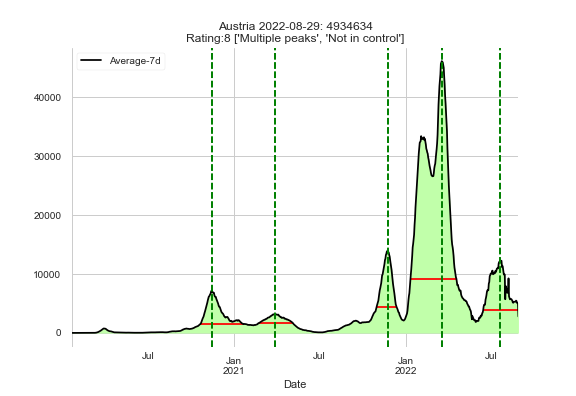 Austria 2022-08-29: 4934634
Rating:8 ['Multiple peaks', 'Not in control']
Average-7d
40000
30000
20000
10000
0
Jul
Jan
2021
Jul
Jan
2022
Jul
Date